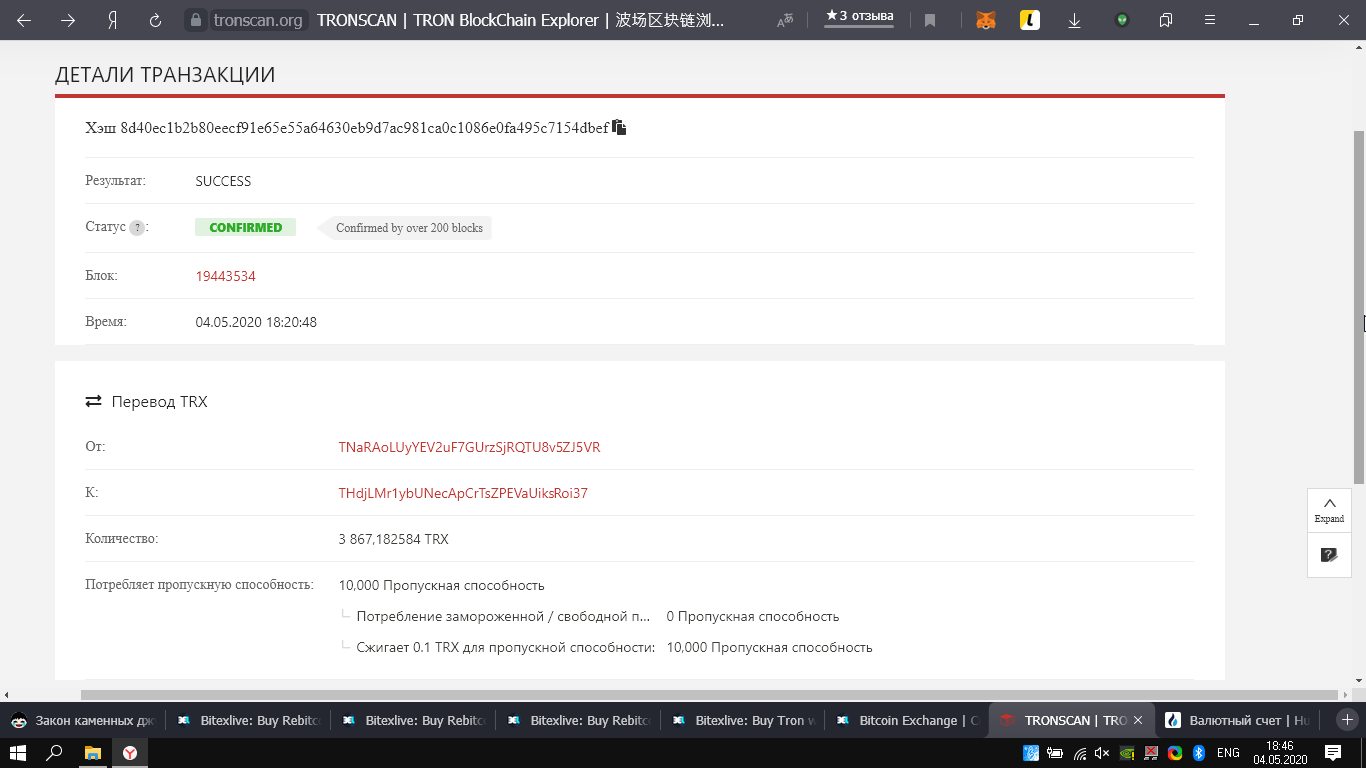 Я tronscan.org TRONSCAN | TRON BlockChain Explorer | 波场区块链浏... ★3 отзыва
ДЕТАЛИ ТРАНЗАКЦИИ
Хэш 8d40ec1b2b80eecf91e65e55a64630eb9d7ac981ca0c1086e0fa495c7154dbef
Результат: SUCCESS
Статус ?: CONFIRMED Confirmed by over 200 blocks
Блок: 19443534
Время: 04.05.2020 18:20:48
Перевод TRX
От: TNaRAoLUyYEV2uF7GUrzSjRQTU8v5ZJ5VR
К: THdjLMr1ybUNecApCrTsZPEVaUiksRoi37
Количество: 3 867,182584 TRX
Expand
Потребляет пропускную способность: 10,000 Пропускная способность
Потребление замороженной / свободной п... 0 Пропускная способность
Сжигает 0.1 TRX для пропускной способности: 10,000 Пропускная способность
Закон каменных дж Bitexlive: Buy Rebitc Bitexlive: Buy Rebitc Bitexlive: Buy Rebitc Bitexlive: Buy Tron w Bitcoin Exchange | C TRONSCAN | TRO Валютный счет | Hu
ENG 18:46
04.05.2020